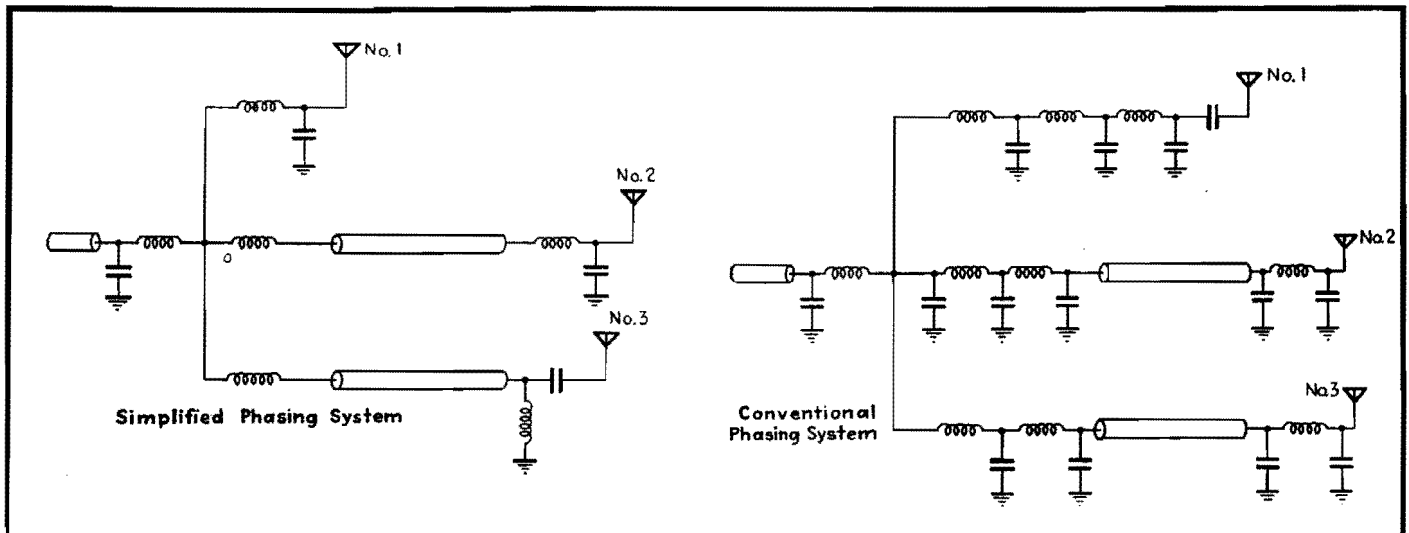 No.1
No.2
No.3
Simplified Phasing System
No.1
No.2
No.3
Conventional
Phasing System